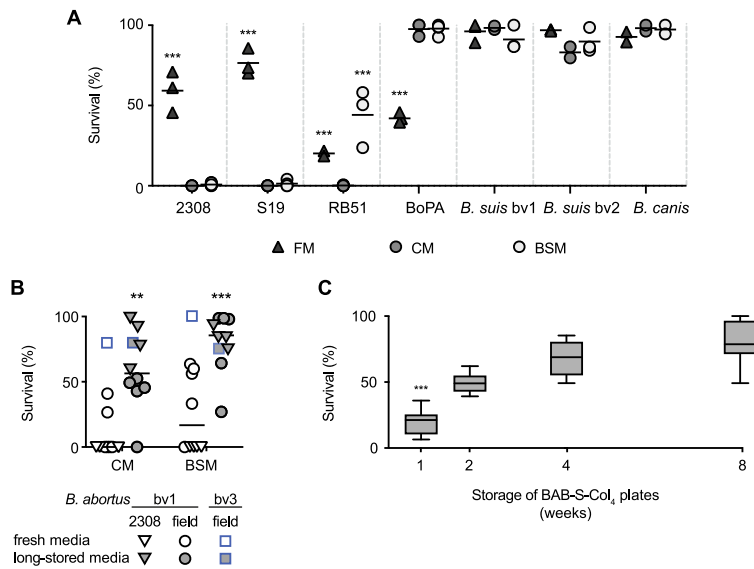 A
Survival (%)
100
50
0
***
***
***
***
***
2308
S19
RB51
BoPA
B. suis bv1
B. suis bv2
B. canis
FM
CM
BSM
B
Survival (%)
100
50
0
**
***
CM
BSM
B. abortus
bv1
bv3
2308
field
field
fresh media
long-stored media
C
Survival (%)
100
50
0
***
1
2
4
8
Storage of BAB-S-Col4 plates
(weeks)